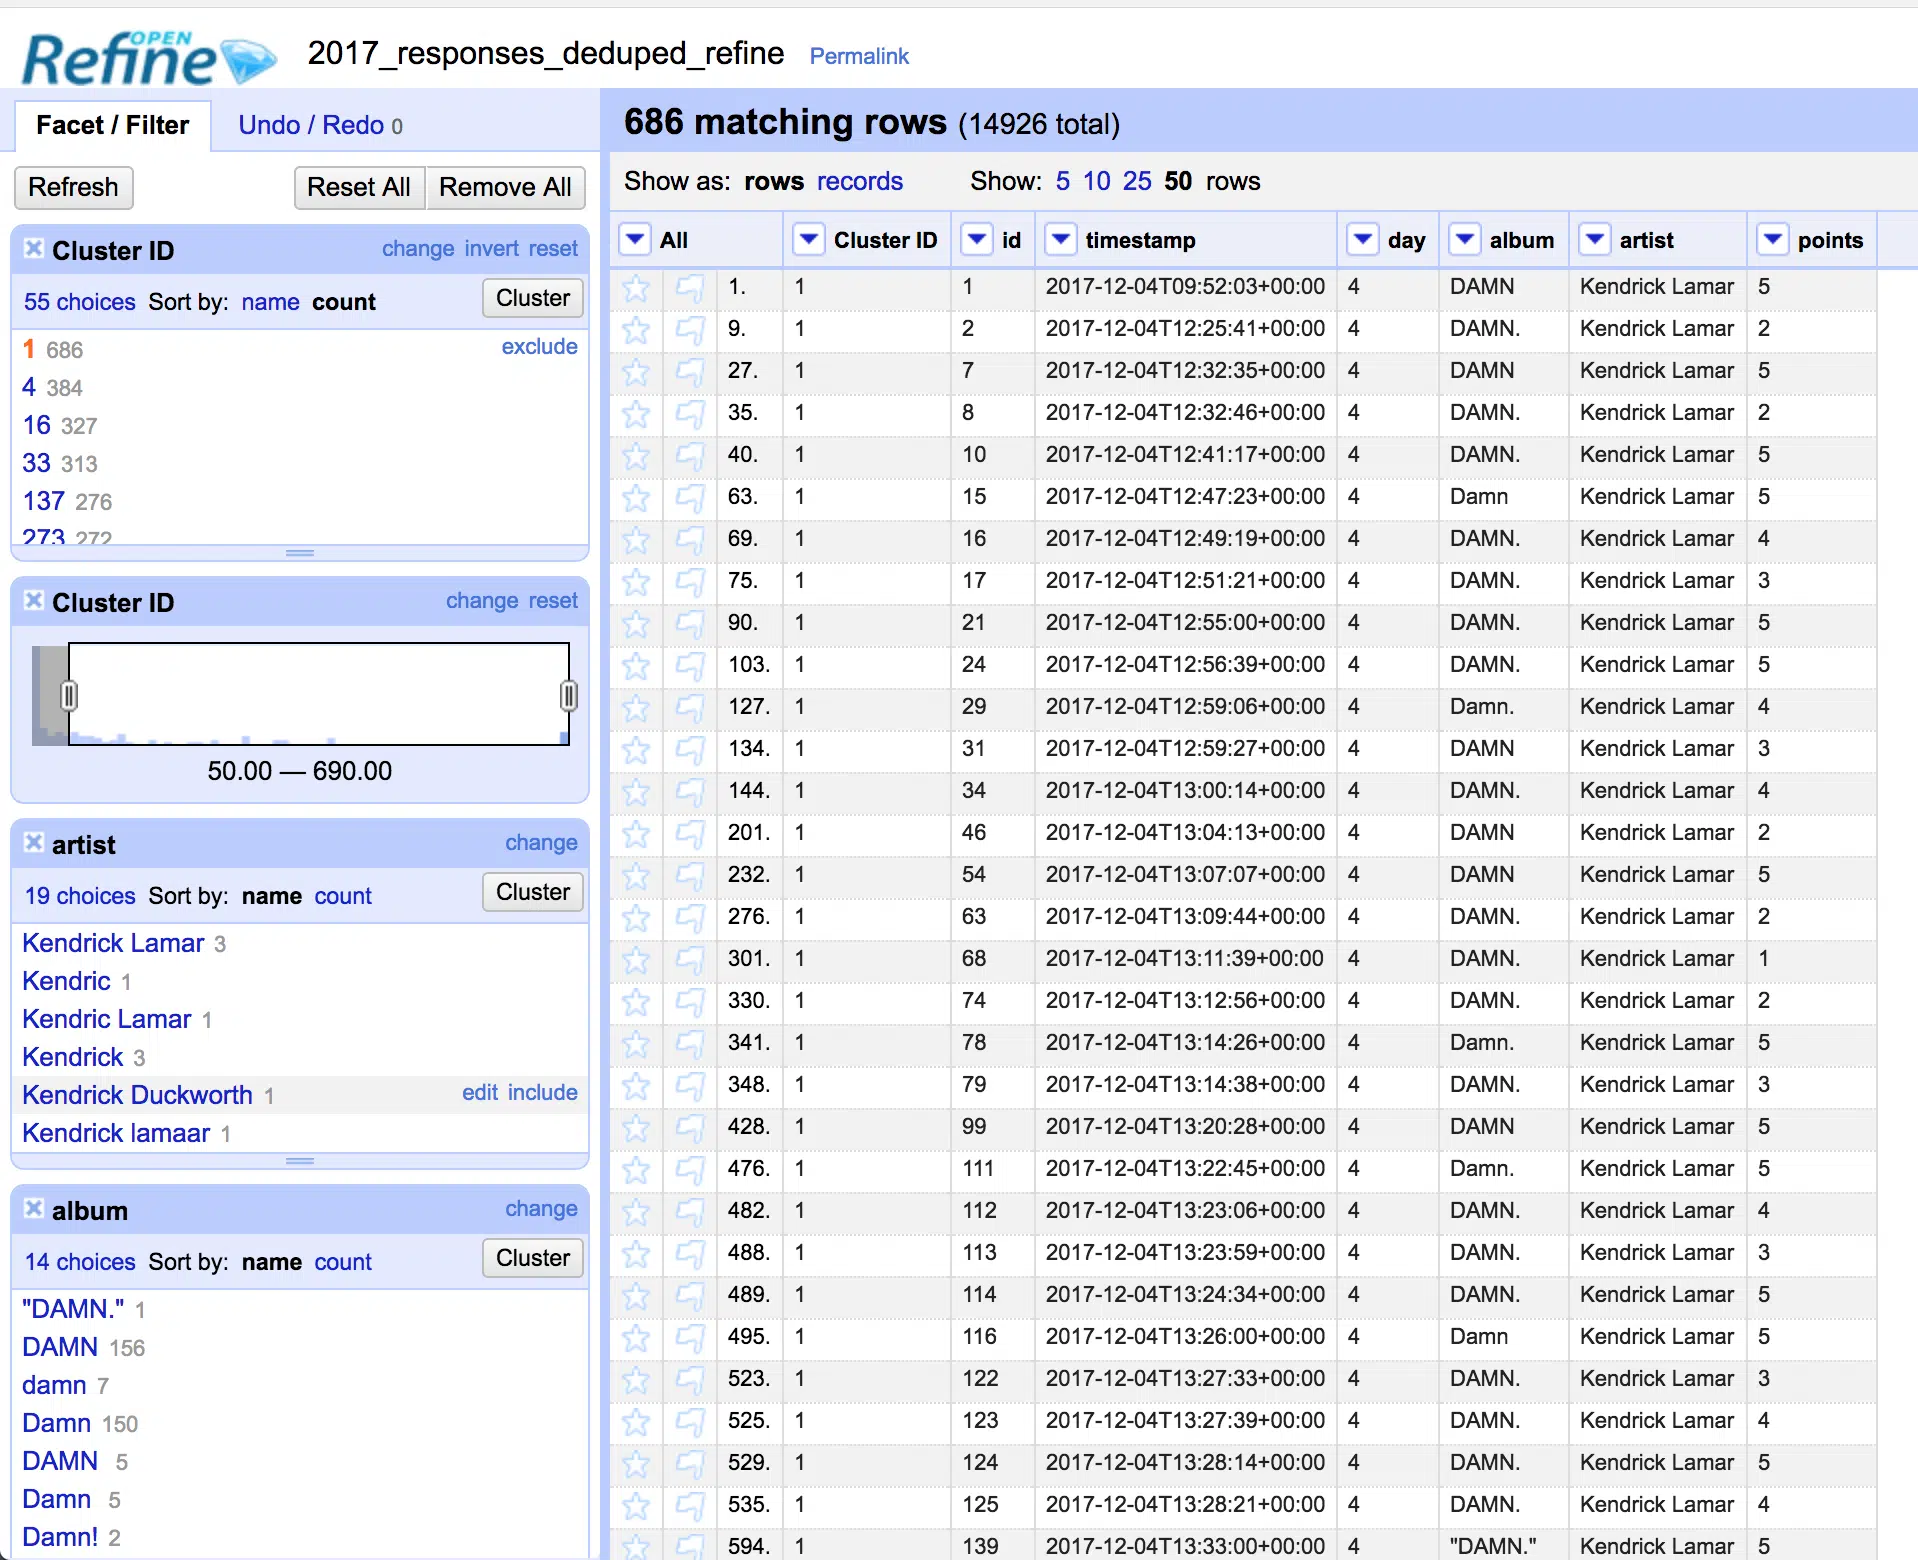 OPEN
Refine 2017_responses_deduped_refine Permalink
Facet / Filter Undo / Redo 0
Refresh Reset All Remove All
Cluster ID change invert reset
55 choices Sort by: name count Cluster
1 686 exclude
4 384
16 327
33 313
137 276
273 272
Cluster ID change reset
50.00 — 690.00
artist change
19 choices Sort by: name count Cluster
Kendrick Lamar 3
Kendric 1
Kendric Lamar 1
Kendrick 3
Kendrick Duckworth 1 edit include
Kendrick lamaar 1
album change
14 choices Sort by: name count Cluster
"DAMN." 1
DAMN 156
damn 7
Damn 150
DAMN 5
Damn 5
Damn! 2
686 matching rows (14926 total)
Show as: rows records Show: 5 10 25 50 rows
All Cluster ID id timestamp day album artist points
1. 1 1 2017-12-04T09:52:03+00:00 4 DAMN Kendrick Lamar 5
9. 1 2 2017-12-04T12:25:41+00:00 4 DAMN. Kendrick Lamar 2
27. 1 7 2017-12-04T12:32:35+00:00 4 DAMN Kendrick Lamar 5
35. 1 8 2017-12-04T12:32:46+00:00 4 DAMN. Kendrick Lamar 2
40. 1 10 2017-12-04T12:41:17+00:00 4 DAMN. Kendrick Lamar 5
63. 1 15 2017-12-04T12:47:23+00:00 4 Damn Kendrick Lamar 5
69. 1 16 2017-12-04T12:49:19+00:00 4 DAMN. Kendrick Lamar 4
75. 1 17 2017-12-04T12:51:21+00:00 4 DAMN. Kendrick Lamar 3
90. 1 21 2017-12-04T12:55:00+00:00 4 DAMN. Kendrick Lamar 5
103. 1 24 2017-12-04T12:56:39+00:00 4 DAMN. Kendrick Lamar 5
127. 1 29 2017-12-04T12:59:06+00:00 4 Damn. Kendrick Lamar 4
134. 1 31 2017-12-04T12:59:27+00:00 4 DAMN Kendrick Lamar 3
144. 1 34 2017-12-04T13:00:14+00:00 4 DAMN. Kendrick Lamar 4
201. 1 46 2017-12-04T13:04:13+00:00 4 DAMN Kendrick Lamar 2
232. 1 54 2017-12-04T13:07:07+00:00 4 DAMN Kendrick Lamar 5
276. 1 63 2017-12-04T13:09:44+00:00 4 DAMN. Kendrick Lamar 2
301. 1 68 2017-12-04T13:11:39+00:00 4 DAMN. Kendrick Lamar 1
330. 1 74 2017-12-04T13:12:56+00:00 4 DAMN. Kendrick Lamar 2
341. 1 78 2017-12-04T13:14:26+00:00 4 Damn. Kendrick Lamar 5
348. 1 79 2017-12-04T13:14:38+00:00 4 DAMN. Kendrick Lamar 3
428. 1 99 2017-12-04T13:20:28+00:00 4 DAMN Kendrick Lamar 5
476. 1 111 2017-12-04T13:22:45+00:00 4 Damn. Kendrick Lamar 5
482. 1 112 2017-12-04T13:23:06+00:00 4 DAMN. Kendrick Lamar 4
488. 1 113 2017-12-04T13:23:59+00:00 4 DAMN. Kendrick Lamar 3
489. 1 114 2017-12-04T13:24:34+00:00 4 DAMN. Kendrick Lamar 5
495. 1 116 2017-12-04T13:26:00+00:00 4 Damn Kendrick Lamar 5
523. 1 122 2017-12-04T13:27:33+00:00 4 DAMN. Kendrick Lamar 3
525. 1 123 2017-12-04T13:27:39+00:00 4 DAMN. Kendrick Lamar 4
529. 1 124 2017-12-04T13:28:14+00:00 4 DAMN. Kendrick Lamar 5
535. 1 125 2017-12-04T13:28:21+00:00 4 DAMN. Kendrick Lamar 4
594. 1 139 2017-12-04T13:33:00+00:00 4 "DAMN." Kendrick Lamar 5